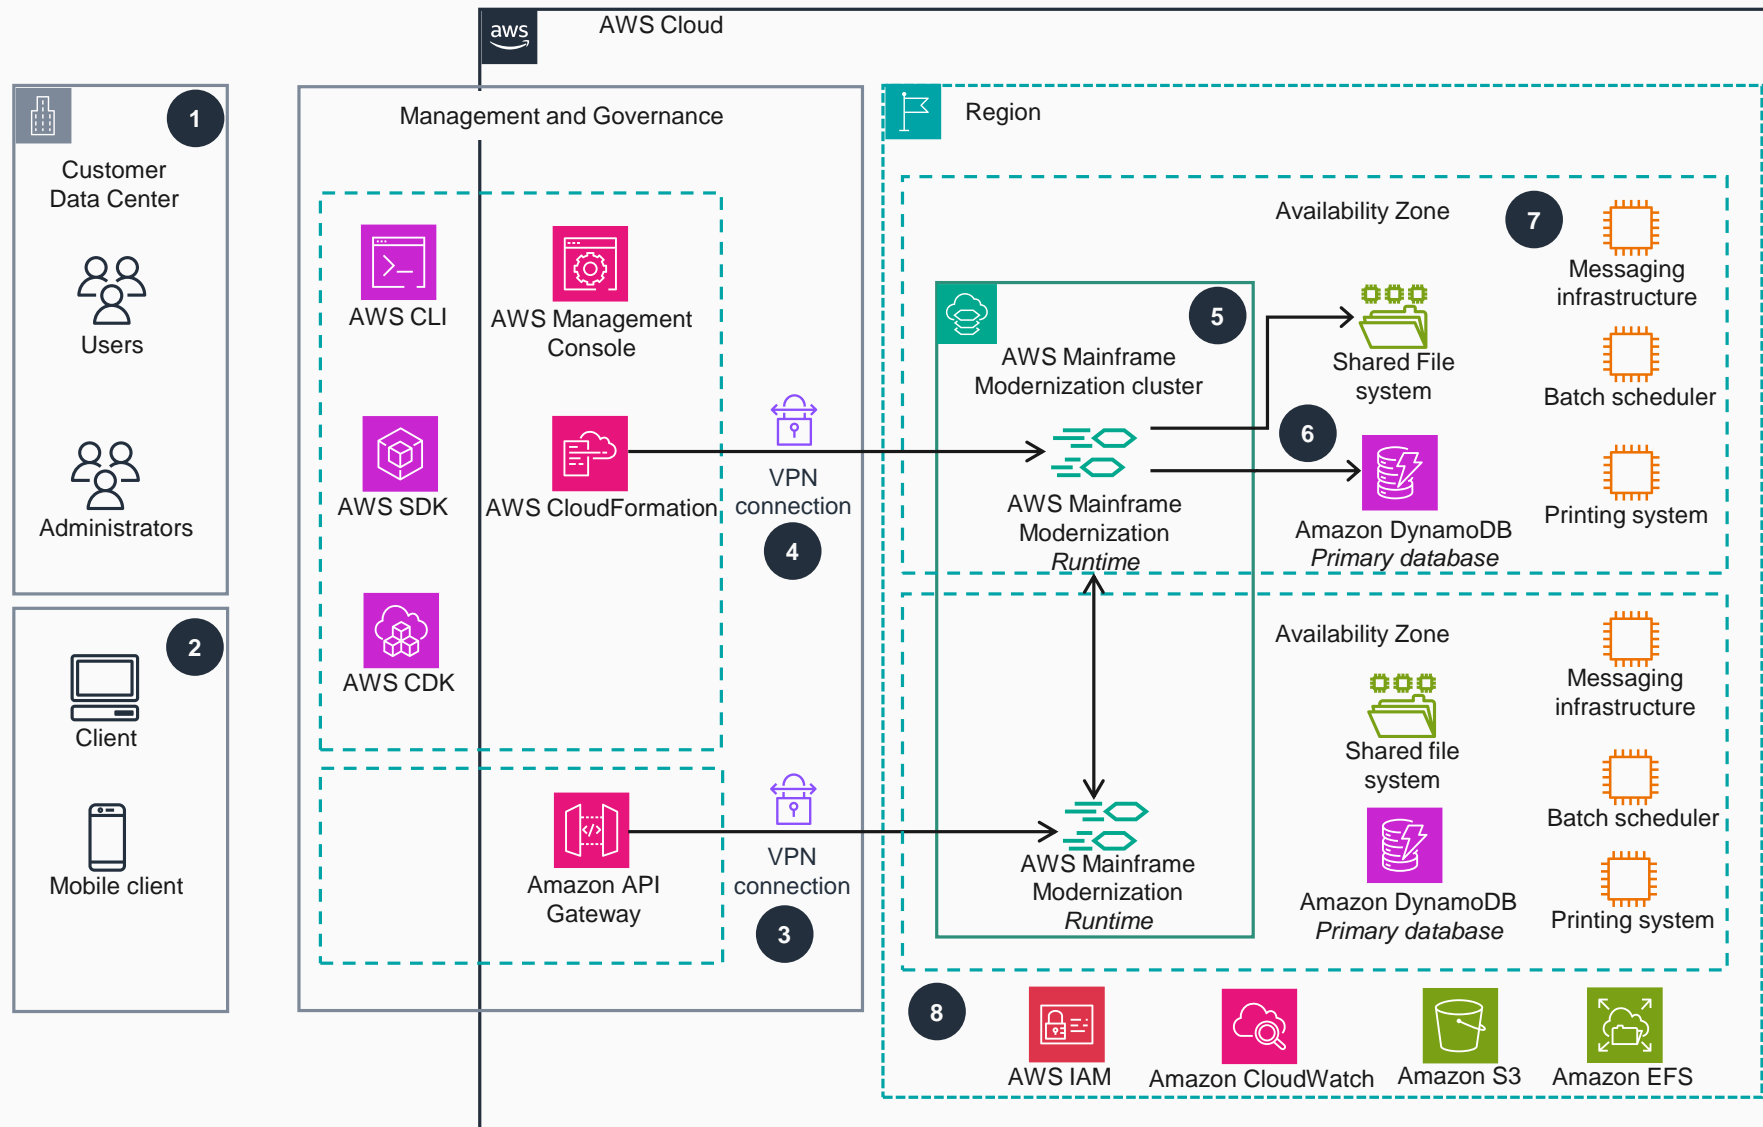 aws
AWS Cloud
1
Customer
Data Center
Users
Administrators
2
Client
Mobile client
Management and Governance
AWS CLI
AWS Management
Console
AWS SDK
AWS CloudFormation
AWS CDK
VPN
connection
4
Amazon API
Gateway
VPN
connection
3
Region
Availability Zone
7
5
AWS Mainframe
Modernization cluster
AWS Mainframe
Modernization
Runtime
6
Shared File
system
Amazon DynamoDB
Primary database
Messaging
infrastructure
Batch scheduler
Printing system
Availability Zone
AWS Mainframe
Modernization
Runtime
Shared file
system
Amazon DynamoDB
Primary database
Messaging
infrastructure
Batch scheduler
Printing system
8
AWS IAM
Amazon CloudWatch
Amazon S3
Amazon EFS